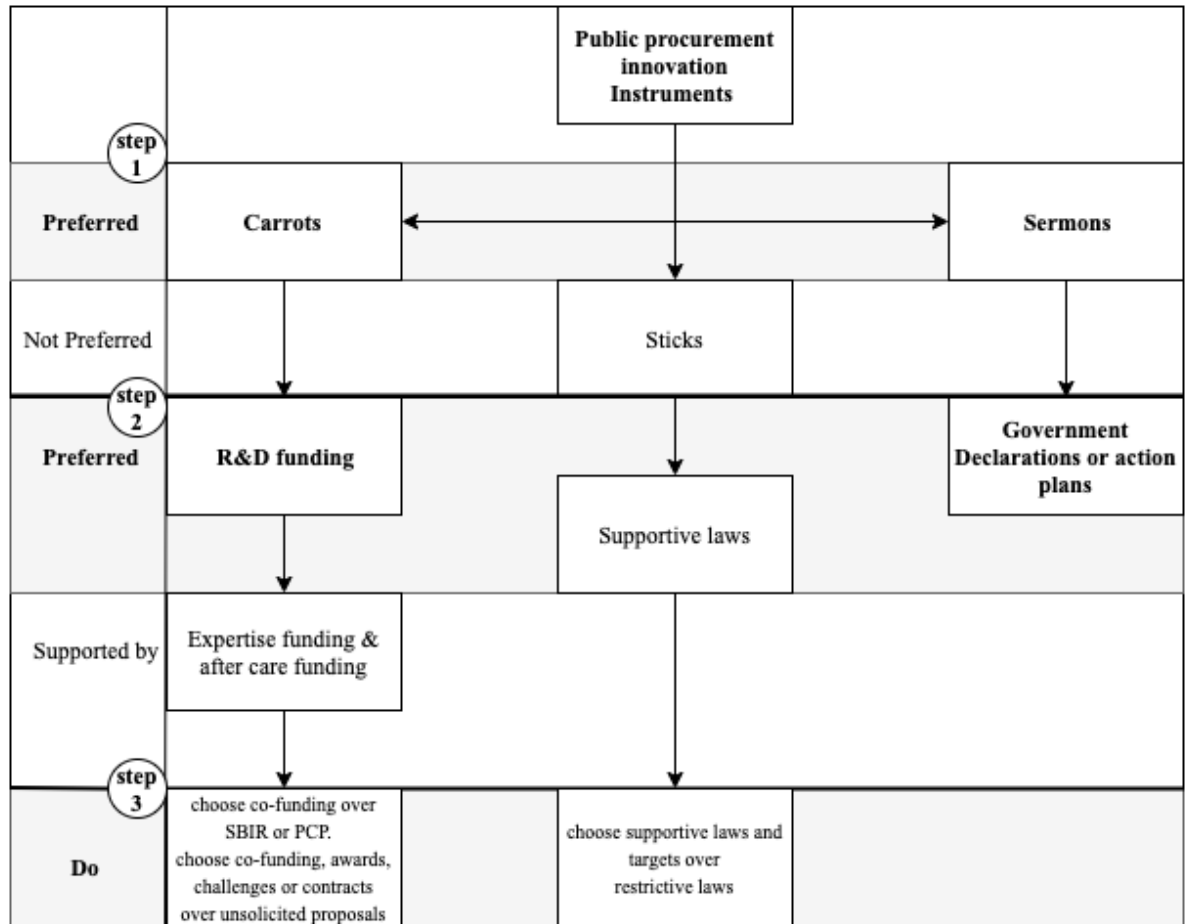 Public procurement
innovation
Instruments
step
1
Preferred
Carrots
Sermons
Not Preferred
Sticks
step
2
Preferred
R&D funding
Government
Declarations or action
plans
Supportive laws
Supported by
Expertise funding &
after care funding
step
3
Do
choose co-funding over
SBIR or PCP.
choose co-funding, awards,
challenges or contracts
over unsolicited proposals
choose supportive laws and
targets over
restrictive laws